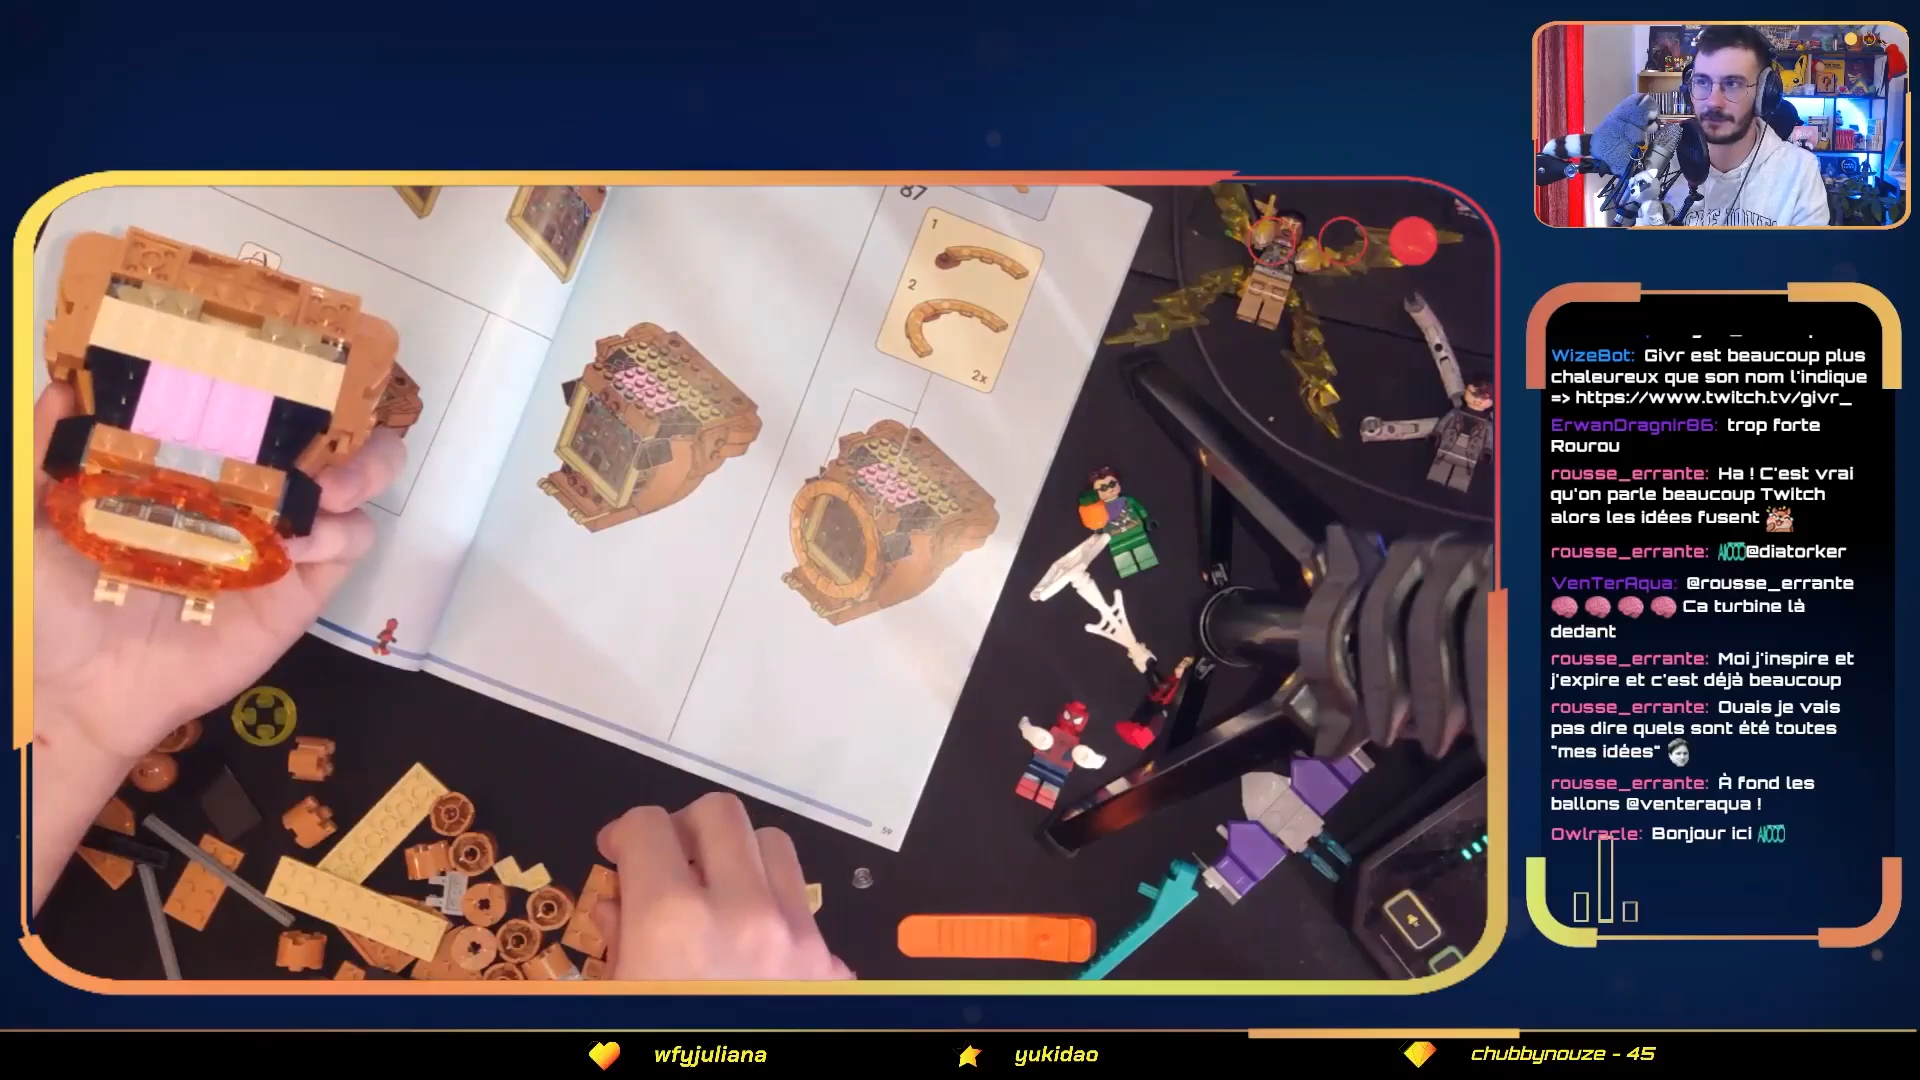 87
1
2
2x
59
WizeBot: Givr est beaucoup plus
chaleureux que son nom l'indique
=> https://www.twitch.tv/givr_
ErwanDragnir86: trop forte
Rourou
rousse_errante: Ha ! C'est vrai
qu'on parle beaucoup Twitch
alors les idées fusent
rousse_errante: @diatorker
VenTerAqua: @rousse_errante
Ca turbine là
dedant
rousse_errante: Moi j'inspire et
j'expire et c'est déjà beaucoup
rousse_errante: Ouais je vais
pas dire quels sont été toutes
"mes idées"
rousse_errante: À fond les
ballons @venteraqua !
Owlracle: Bonjour ici
wfyjuliana
yukidao
chubbynouze - 45